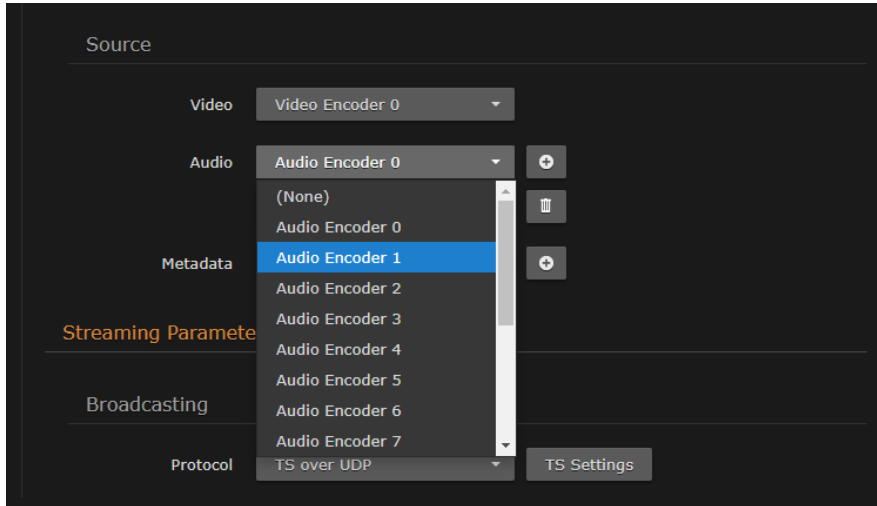 Source
Video Video Encoder 0
Audio Audio Encoder 0
(None)
Audio Encoder 0
Metadata Audio Encoder 1
Audio Encoder 2
Audio Encoder 3
Streaming Paramete
Audio Encoder 4
Audio Encoder 5
Broadcasting
Audio Encoder 6
Audio Encoder 7
Protocol TS over UDP TS Settings